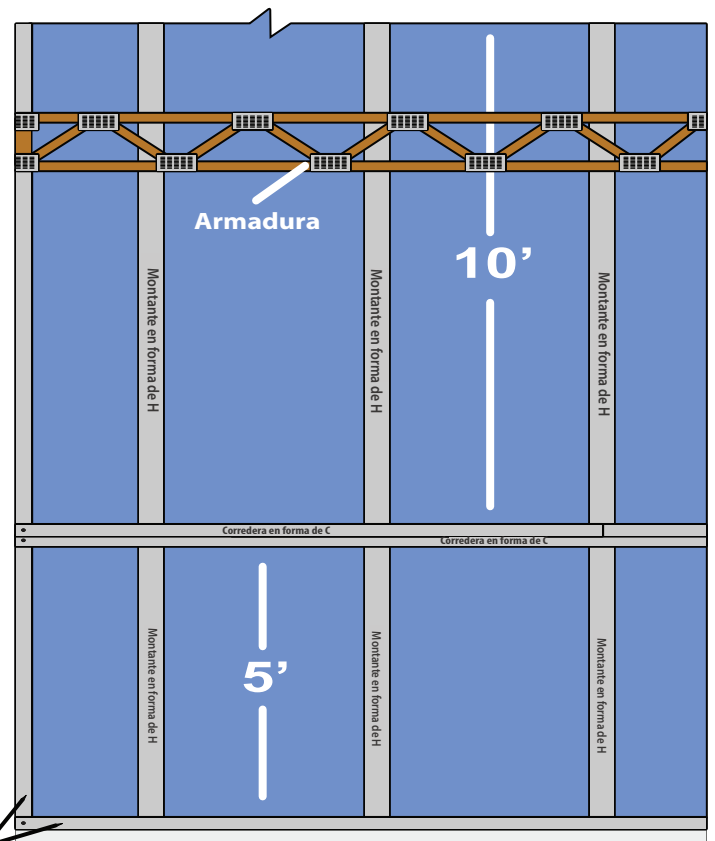 Armadura
10’
Montante en forma de H
Montante en forma de H
Montante en forma de H
Corredera en forma de C
Corredera en forma de C
5’
Montante en forma de H
Montante en forma de H
Montante en forma de H